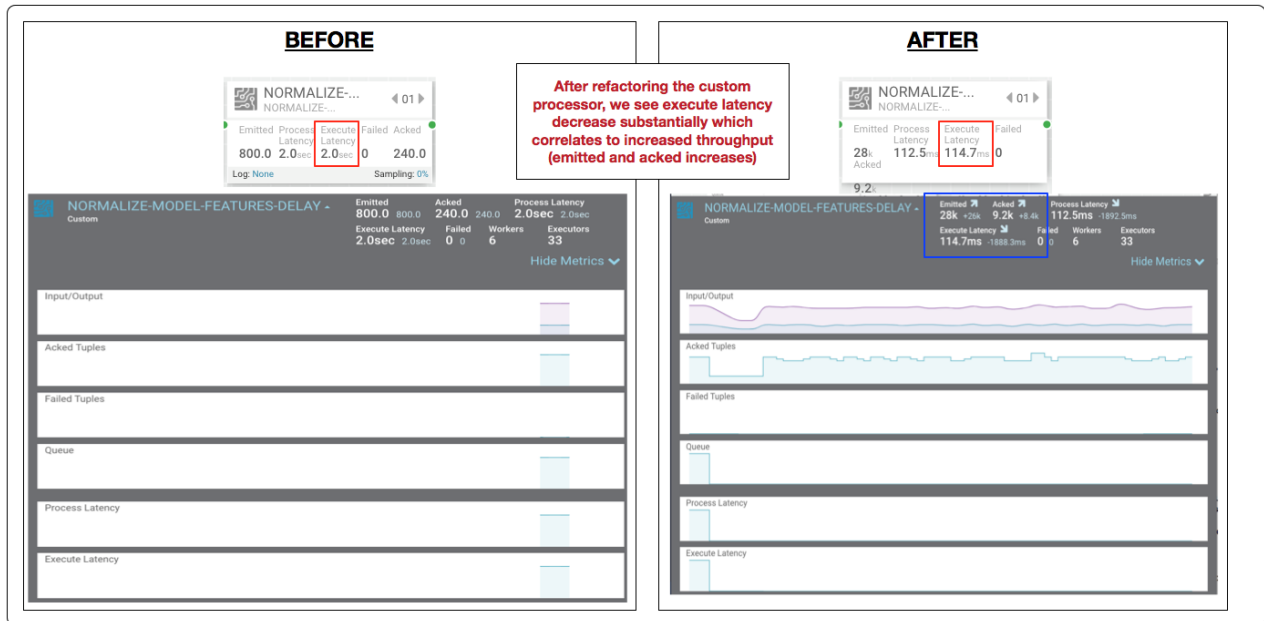 BEFORE
NORMALIZE-...
NORMALIZE-...
01
Emitted Process Latency Execute Latency Failed Acked
800.0 2.0sec 2.0sec 0 240.0
Log: None Sampling: 0%
NORMALIZE-MODEL-FEATURES-DELAY
Custom
Emitted Acked Process Latency
800.0 800.0 240.0 240.0 2.0sec 2.0sec
Execute Latency Failed Workers Executors
2.0sec 2.0sec 0 0 6 33
Hide Metrics
Input/Output
Acked Tuples
Failed Tuples
Queue
Process Latency
Execute Latency
After refactoring the custom
processor, we see execute latency
decrease substantially which
correlates to increased throughput
(emitted and acked increases)
AFTER
NORMALIZE-...
NORMALIZE-...
01
Emitted Process Latency Execute Latency Failed
28k 112.5ms 114.7ms 0
Acked
9.2k
NORMALIZE-MODEL-FEATURES-DELAY
Custom
Emitted Acked Process Latency
28k +26k 9.2k +8.4k 112.5ms -1892.5ms
Execute Latency Failed Workers Executors
114.7ms -1888.3ms 0 0 6 33
Hide Metrics
Input/Output
Acked Tuples
Failed Tuples
Queue
Process Latency
Execute Latency